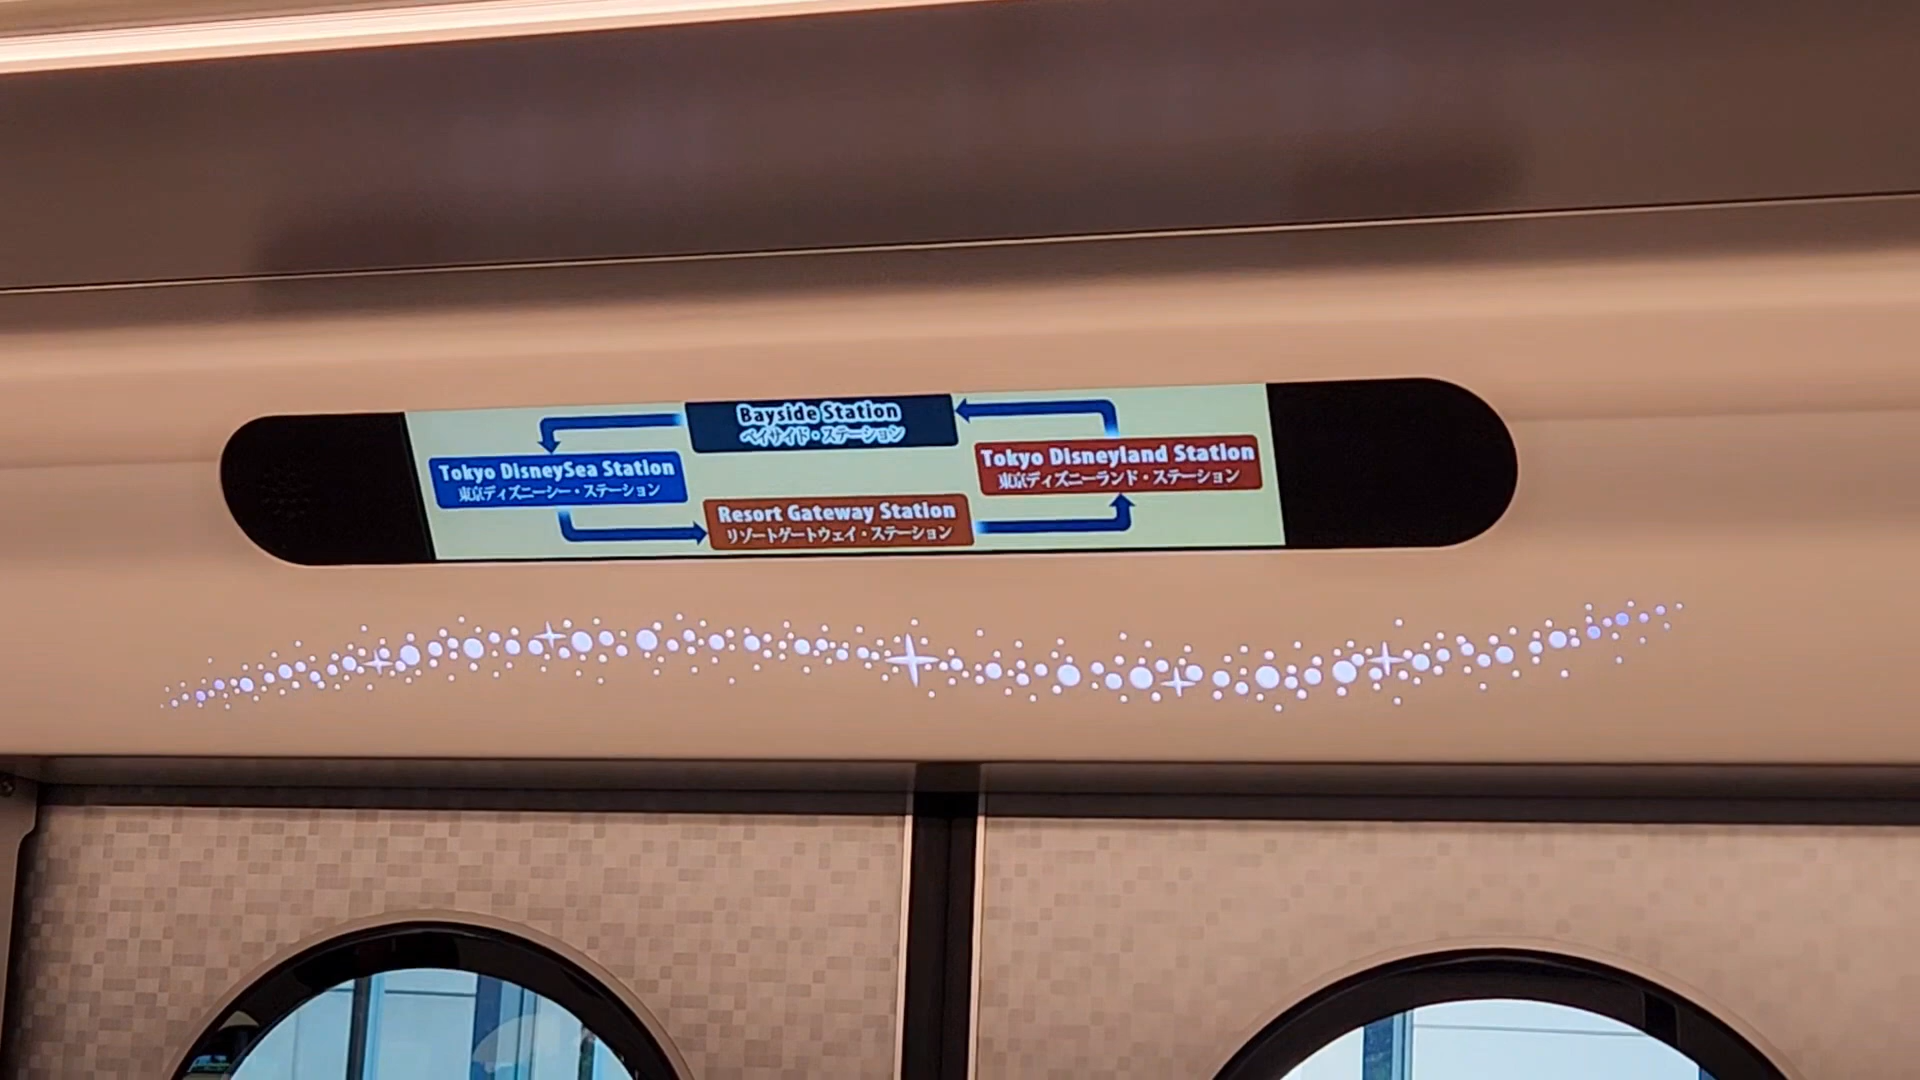 Bayside Station
ベイサイド・ステーション
Tokyo DisneySea Station
東京ディズニーシー・ステーション
Tokyo Disneyland Station
東京ディズニーランド・ステーション
Resort Gateway Station
リゾートゲートウェイ・ステーション